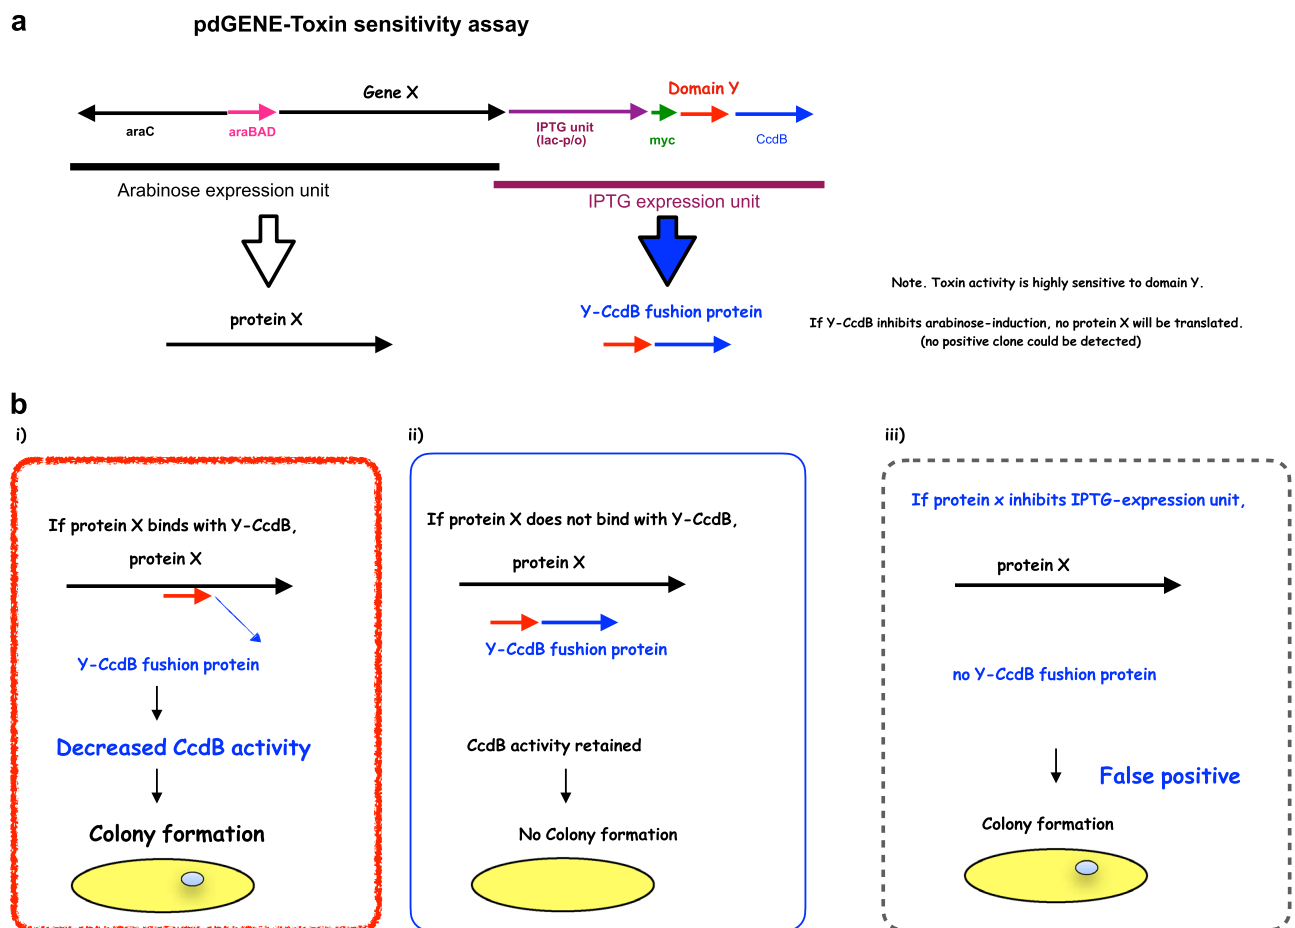 a
pdGENE-Toxin sensitivity assay
Gene X
Domain Y
araC
araBAD
IPTG unit
(lac-p/o)
myc
CcdB
Arabinose expression unit
IPTG expression unit
protein X
Y-CcdB fushion protein
Note. Toxin activity is highly sensitive to domain Y.
If Y-CcdB inhibits arabinose-induction, no protein X will be translated.
(no positive clone could be detected)
b
i)
If protein X binds with Y-CcdB,
protein X
Y-CcdB fushion protein
Decreased CcdB activity
Colony formation
ii)
If protein X does not bind with Y-CcdB,
protein X
Y-CcdB fushion protein
CcdB activity retained
No Colony formation
iii)
If protein x inhibits IPTG-expression unit,
protein X
no Y-CcdB fushion protein
False positive
Colony formation